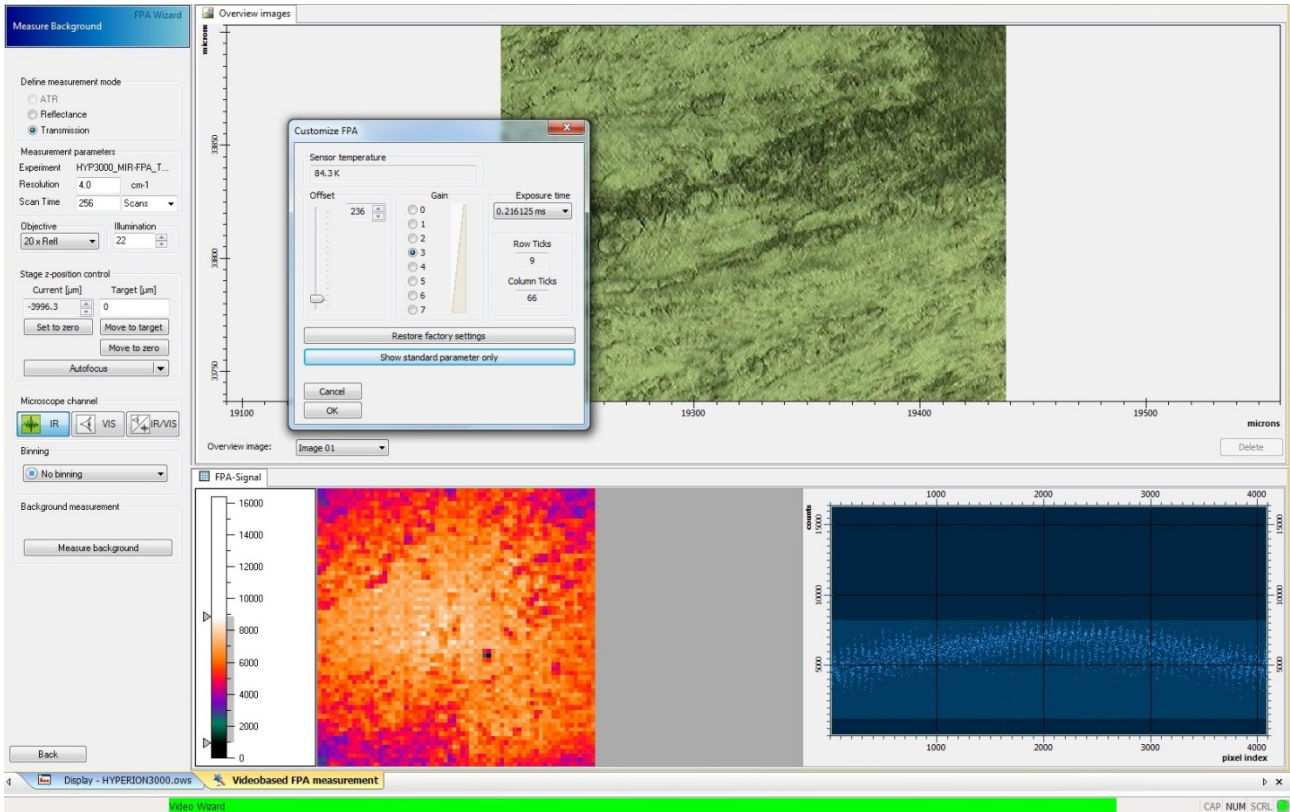 Measure Background
FPA Wizard
Define measurement mode
ATR
Reflectance
Transmission
Measurement parameters
Experiment HYP3000_MIR-FPA_T...
Resolution 4.0 cm-1
Scan Time 256 Scans
Objective Illumination
20 x Refl 22
Stage z-position control
Current [µm] Target [µm]
-3996.3 0
Set to zero Move to target
Move to zero
Autofocus
Microscope channel
IR VIS IR/VIS
Binning
No binning
Background measurement
Measure background
Back
Overview images
microns
33850
33800
33750
19100 19300 19400 19500
microns
Overview image: Image 01 Delete
Customize FPA
Sensor temperature
84.3 K
Offset Gain Exposure time
236 0 0.216125 ms
1
2 Row Ticks
3 9
4
5 Column Ticks
6 66
7
Restore factory settings
Show standard parameter only
Cancel
OK
FPA-Signal
16000
14000
12000
10000
8000
6000
4000
2000
0
1000 2000 3000 4000
counts
15000 15000
10000 10000
5000 5000
1000 2000 3000 4000
pixel index
Display - HYPERION3000.ows Videobased FPA measurement
Video Wizard CAP NUM SCRL